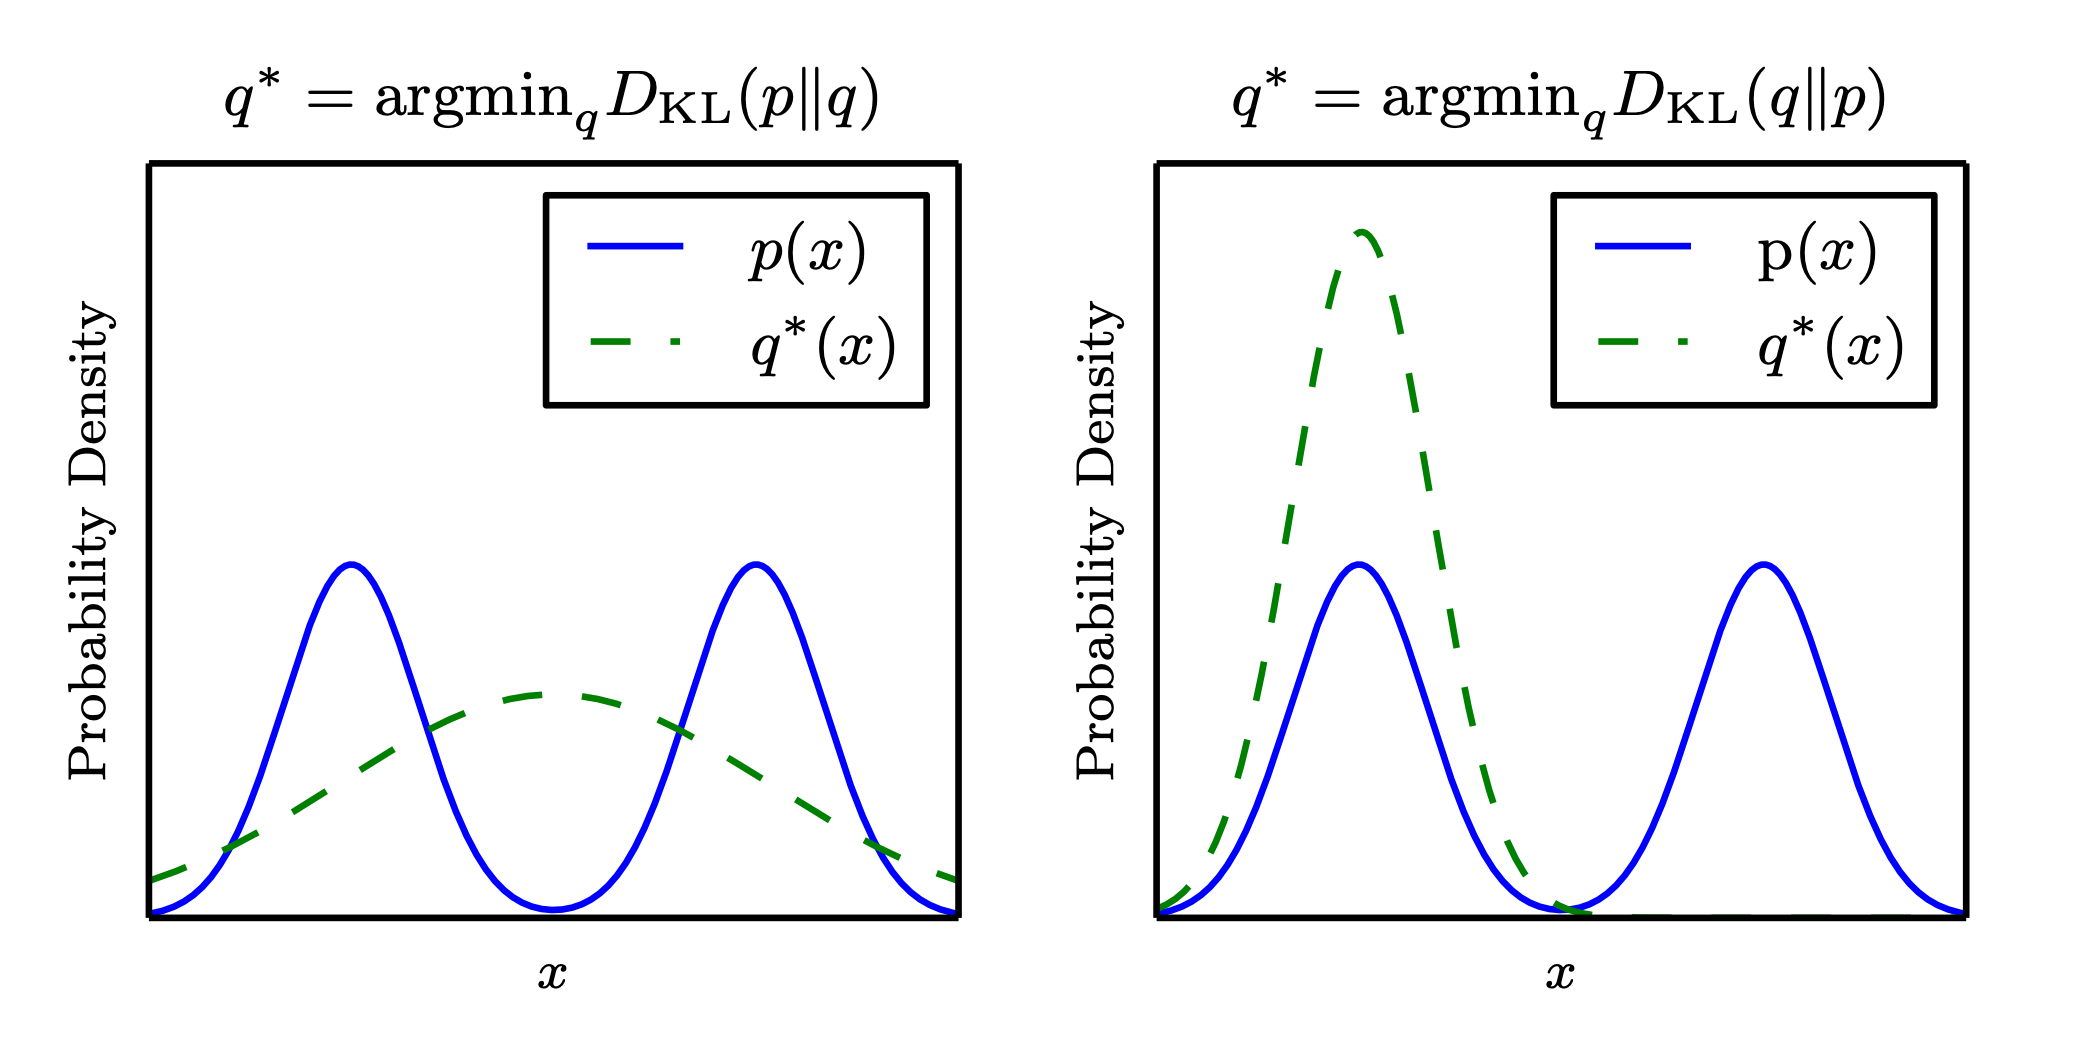 q* = argmin_q D_KL(p‖q)
p(x)
q*(x)
Probability Density
x
q* = argmin_q D_KL(q‖p)
p(x)
q*(x)
Probability Density
x